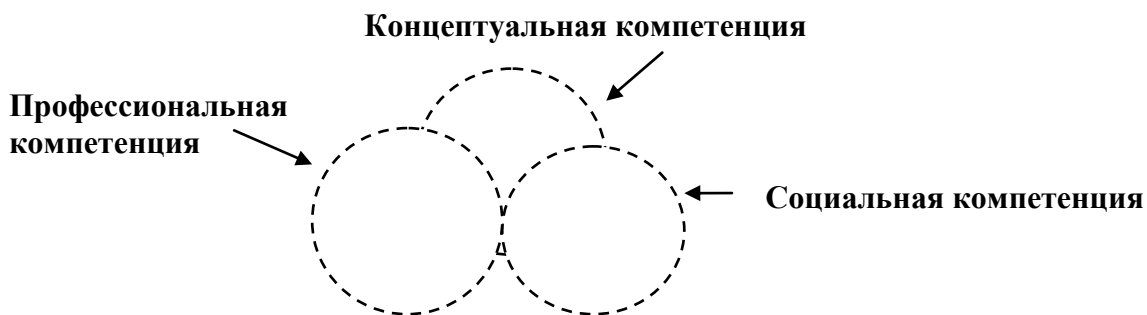 Концептуальная компетенция
Профессиональная
компетенция
Социальная компетенция